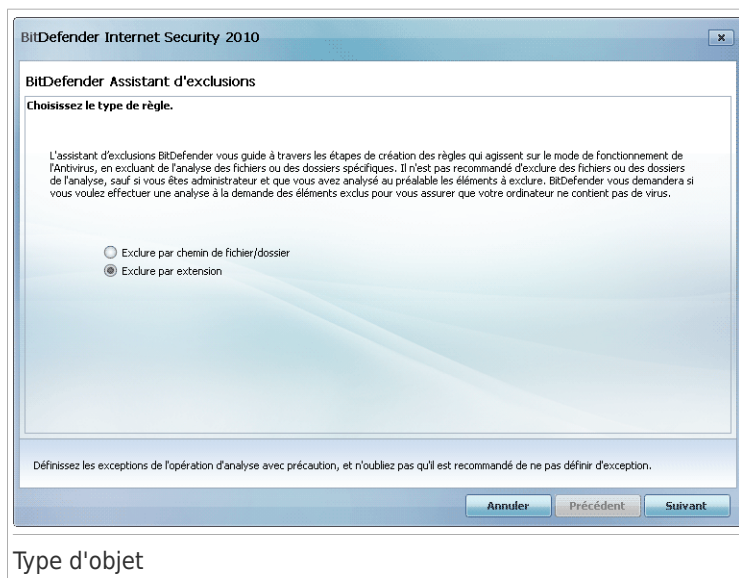 BitDefender Internet Security 2010
BitDefender Assistant d'exclusions
Choisissez le type de règle.
L'assistant d'exclusions BitDefender vous guide à travers les étapes de création des règles qui agissent sur le mode de fonctionnement de
l'Antivirus, en excluant de l'analyse des fichiers ou des dossiers spécifiques. Il n'est pas recommandé d'exclure des fichiers ou des dossiers
de l'analyse, sauf si vous êtes administrateur et que vous avez analysé au préalable les éléments à exclure. BitDefender vous demandera si
vous voulez effectuer une analyse à la demande des éléments exclus pour vous assurer que votre ordinateur ne contient pas de virus.
Exclure par chemin de fichier/dossier
Exclure par extension
Définissez les exceptions de l'opération d'analyse avec précaution, et n'oubliez pas qu'il est recommandé de ne pas définir d'exception.
Annuler Précédent Suivant
Type d'objet